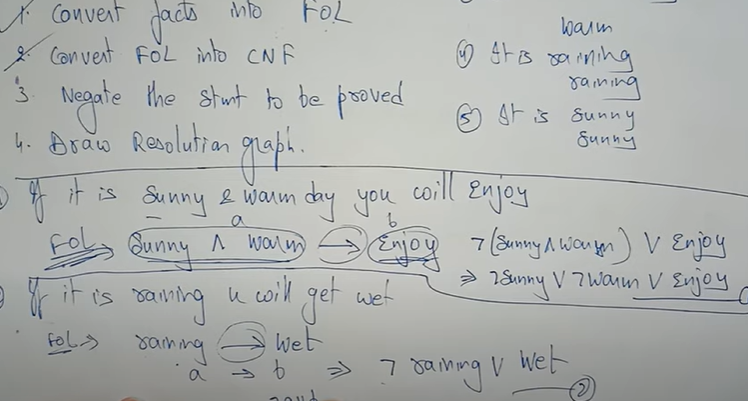 1. Convert facts into FOL
2. Convert FOL into CNF
3. Negate the stmt to be proved
4. Draw Resolution graph.
warm
(4) It is raining
raining
(5) It is sunny
sunny
If it is sunny & warm day you will Enjoy
a b
FOL → Sunny ∧ warm → Enjoy ¬(sunny ∧ warm) ∨ Enjoy
⇒ ¬sunny ∨ ¬warm ∨ Enjoy
If it is raining u will get wet
FOL → raining → wet
a → b ⇒ ¬ raining ∨ wet
(2)